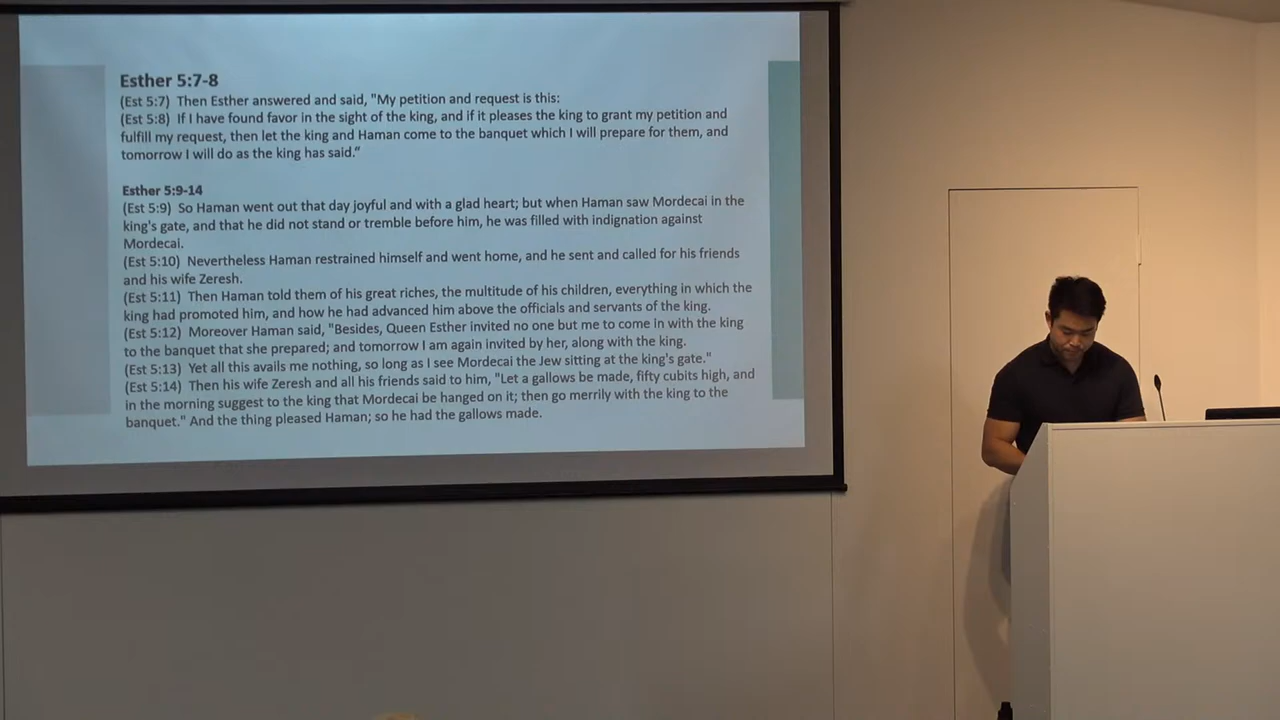 Esther 5:7-8
(Est 5:7) Then Esther answered and said, "My petition and request is this:
(Est 5:8) If I have found favor in the sight of the king, and if it pleases the king to grant my petition and
fulfill my request, then let the king and Haman come to the banquet which I will prepare for them, and
tomorrow I will do as the king has said."
Esther 5:9-14
(Est 5:9) So Haman went out that day joyful and with a glad heart; but when Haman saw Mordecai in the
king's gate, and that he did not stand or tremble before him, he was filled with indignation against
Mordecai.
(Est 5:10) Nevertheless Haman restrained himself and went home, and he sent and called for his friends
and his wife Zeresh.
(Est 5:11) Then Haman told them of his great riches, the multitude of his children, everything in which the
king had promoted him, and how he had advanced him above the officials and servants of the king.
(Est 5:12) Moreover Haman said, "Besides, Queen Esther invited no one but me to come in with the king
to the banquet that she prepared; and tomorrow I am again invited by her, along with the king.
(Est 5:13) Yet all this avails me nothing, so long as I see Mordecai the Jew sitting at the king's gate."
(Est 5:14) Then his wife Zeresh and all his friends said to him, "Let a gallows be made, fifty cubits high, and
in the morning suggest to the king that Mordecai be hanged on it; then go merrily with the king to the
banquet." And the thing pleased Haman; so he had the gallows made.